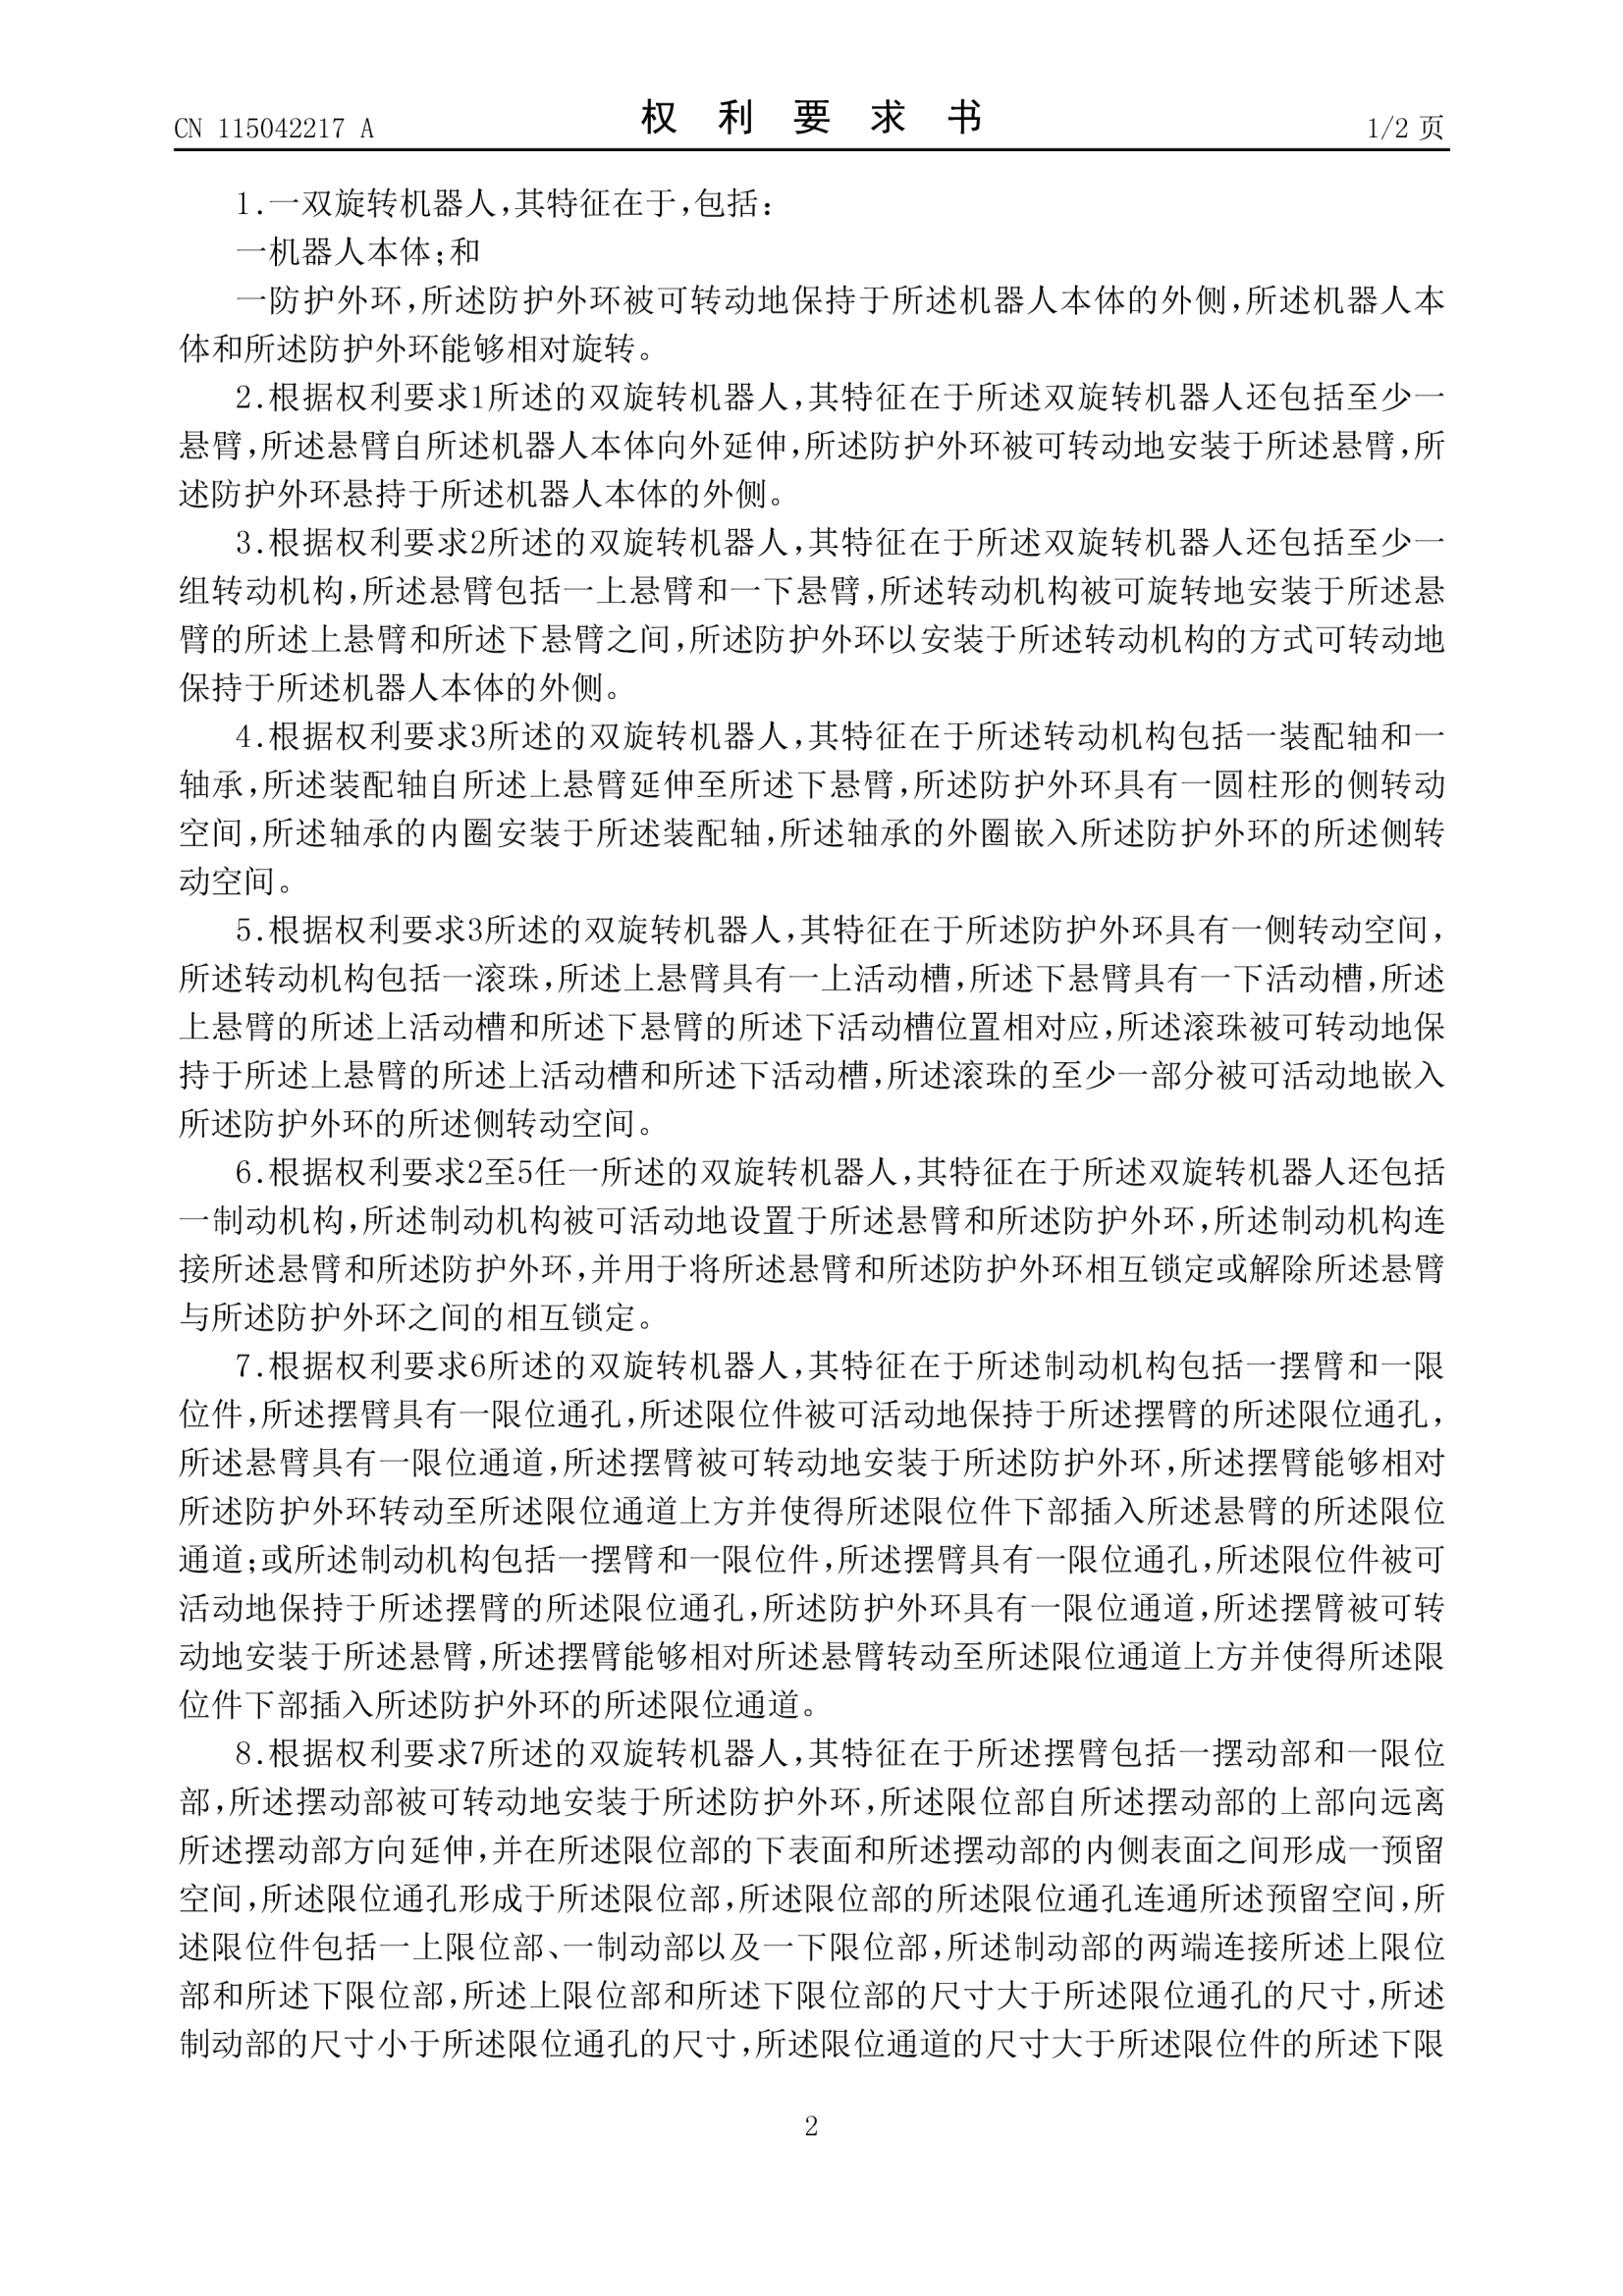 CN 115042217 A
权利要求书
1/2 页
1.一双旋转机器人,其特征在于,包括:
一机器人本体;和
一防护外环,所述防护外环被可转动地保持于所述机器人本体的外侧,所述机器人本
体和所述防护外环能够相对旋转。
2.根据权利要求1所述的双旋转机器人,其特征在于所述双旋转机器人还包括至少一
悬臂,所述悬臂自所述机器人本体向外延伸,所述防护外环被可转动地安装于所述悬臂,所
述防护外环悬持于所述机器人本体的外侧。
3.根据权利要求2所述的双旋转机器人,其特征在于所述双旋转机器人还包括至少一
组转动机构,所述悬臂包括一上悬臂和一下悬臂,所述转动机构被可旋转地安装于所述悬
臂的所述上悬臂和所述下悬臂之间,所述防护外环以安装于所述转动机构的方式可转动地
保持于所述机器人本体的外侧。
4.根据权利要求3所述的双旋转机器人,其特征在于所述转动机构包括一装配轴和一
轴承,所述装配轴自所述上悬臂延伸至所述下悬臂,所述防护外环具有一圆柱形的侧转动
空间,所述轴承的内圈安装于所述装配轴,所述轴承的外圈嵌入所述防护外环的所述侧转
动空间。
5.根据权利要求3所述的双旋转机器人,其特征在于所述防护外环具有一侧转动空间,
所述转动机构包括一滚珠,所述上悬臂具有一上活动槽,所述下悬臂具有一下活动槽,所述
上悬臂的所述上活动槽和所述下悬臂的所述下活动槽位置相对应,所述滚珠被可转动地保
持于所述上悬臂的所述上活动槽和所述下活动槽,所述滚珠的至少一部分被可活动地嵌入
所述防护外环的所述侧转动空间。
6.根据权利要求2至5任一所述的双旋转机器人,其特征在于所述双旋转机器人还包括
一制动机构,所述制动机构被可活动地设置于所述悬臂和所述防护外环,所述制动机构连
接所述悬臂和所述防护外环,并用于将所述悬臂和所述防护外环相互锁定或解除所述悬臂
与所述防护外环之间的相互锁定。
7.根据权利要求6所述的双旋转机器人,其特征在于所述制动机构包括一摆臂和一限
位件,所述摆臂具有一限位通孔,所述限位件被可活动地保持于所述摆臂的所述限位通孔,
所述悬臂具有一限位通道,所述摆臂被可转动地安装于所述防护外环,所述摆臂能够相对
所述防护外环转动至所述限位通道上方并使得所述限位件下部插入所述悬臂的所述限位
通道;或所述制动机构包括一摆臂和一限位件,所述摆臂具有一限位通孔,所述限位件被可
活动地保持于所述摆臂的所述限位通孔,所述防护外环具有一限位通道,所述摆臂被可转
动地安装于所述悬臂,所述摆臂能够相对所述悬臂转动至所述限位通道上方并使得所述限
位件下部插入所述防护外环的所述限位通道。
8.根据权利要求7所述的双旋转机器人,其特征在于所述摆臂包括一摆动部和一限位
部,所述摆动部被可转动地安装于所述防护外环,所述限位部自所述摆动部的上部向远离
所述摆动部方向延伸,并在所述限位部的下表面和所述摆动部的内侧表面之间形成一预留
空间,所述限位通孔形成于所述限位部,所述限位部的所述限位通孔连通所述预留空间,所
述限位件包括一上限位部、一制动部以及一下限位部,所述制动部的两端连接所述上限位
部和所述下限位部,所述上限位部和所述下限位部的尺寸大于所述限位通孔的尺寸,所述
制动部的尺寸小于所述限位通孔的尺寸,所述限位通道的尺寸大于所述限位件的所述下限
2